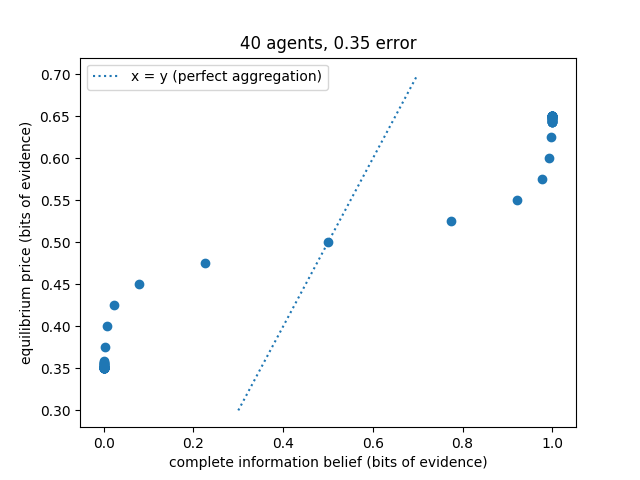 40 agents, 0.35 error
x = y (perfect aggregation)
equilibrium price (bits of evidence)
0.70
0.65
0.60
0.55
0.50
0.45
0.40
0.35
0.30
0.0 0.2 0.4 0.6 0.8 1.0
complete information belief (bits of evidence)